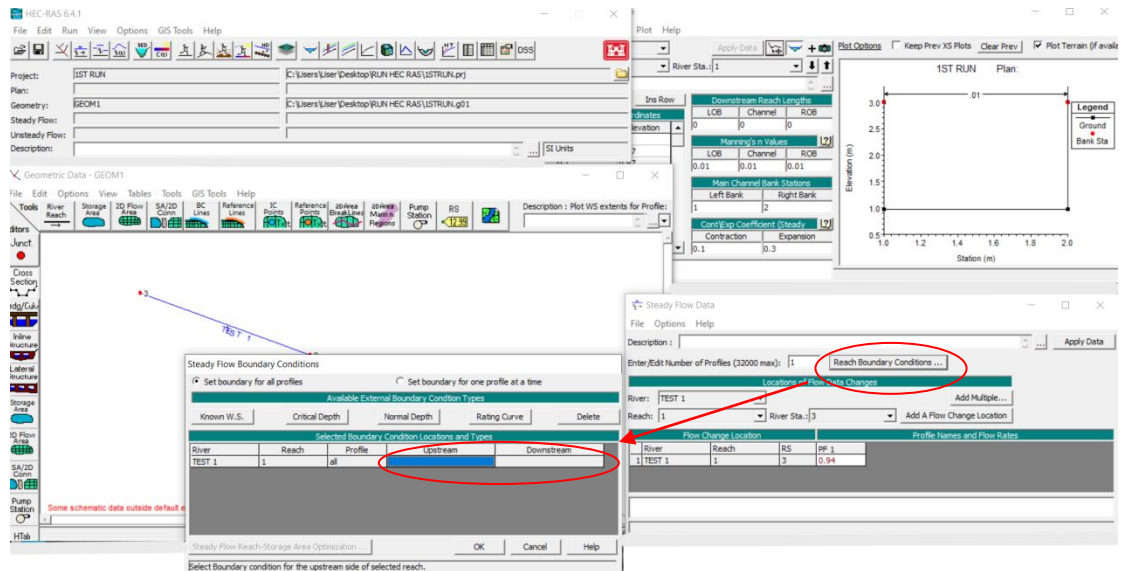 HEC-RAS 6.4.1
File Edit Run View Options GIS Tools Help
DSS
Project: 1ST RUN C:\Users\User\Desktop\RUN HEC RAS\1STRUN.prj
Plan:
Geometry: GEOM1 C:\Users\User\Desktop\RUN HEC RAS\1STRUN.g01
Steady Flow:
Unsteady Flow:
Description: ... SI Units
Plot Help
Apply Data
Plot Options Keep Prev XS Plots Clear Prev Plot Terrain (if availa
River Sta.: 1
Ins Row
Downstream Reach Lengths
LOB Channel ROB
0 0 0
Manning's n Values
LOB Channel ROB
0.01 0.01 0.01
Main Channel Bank Stations
Left Bank Right Bank
1 2
Cont\Exp Coefficient (Steady
Contraction Expansion
0.1 0.3
1ST RUN Plan:
.01
Legend
Ground
Bank Sta
3.0
2.5
2.0
1.5
1.0
0.5
Elevation (m)
1.0 1.2 1.4 1.6 1.8 2.0
Station (m)
Geometric Data - GEOM1
File Edit Options View Tables Tools GIS Tools Help
Tools River Reach Storage Area 2D Flow Area SA/2D Conn BC Lines Reference Lines IC Points Reference Points 2DArea BreakLines 2DArea Mann n Regions Pump Station RS Description : Plot WS extents for Profile:
ditors
Junct.
Cross Section
rdg/Culv
Inline
tructure
Lateral
tructure
Storage Area
2D Flow Area
SA/2D Conn
Pump Station
HTab
3
TEST 1
Some schematic data outside default e
Steady Flow Boundary Conditions
Set boundary for all profiles Set boundary for one profile at a time
Available External Boundary Condtion Types
Known W.S. Critical Depth Normal Depth Rating Curve Delete
Selected Boundary Condition Locations and Types
River Reach Profile Upstream Downstream
TEST 1 1 all
Steady Flow Reach-Storage Area Optimization ... OK Cancel Help
Select Boundary condition for the upstream side of selected reach.
Steady Flow Data
File Options Help
Description : ... Apply Data
Enter/Edit Number of Profiles (32000 max): 1 Reach Boundary Conditions ...
Locations of Flow Data Changes
River: TEST 1 Add Multiple...
Reach: 1 River Sta.: 3 Add A Flow Change Location
Flow Change Location Profile Names and Flow Rates
River Reach RS PF 1
1 TEST 1 1 3 0.94